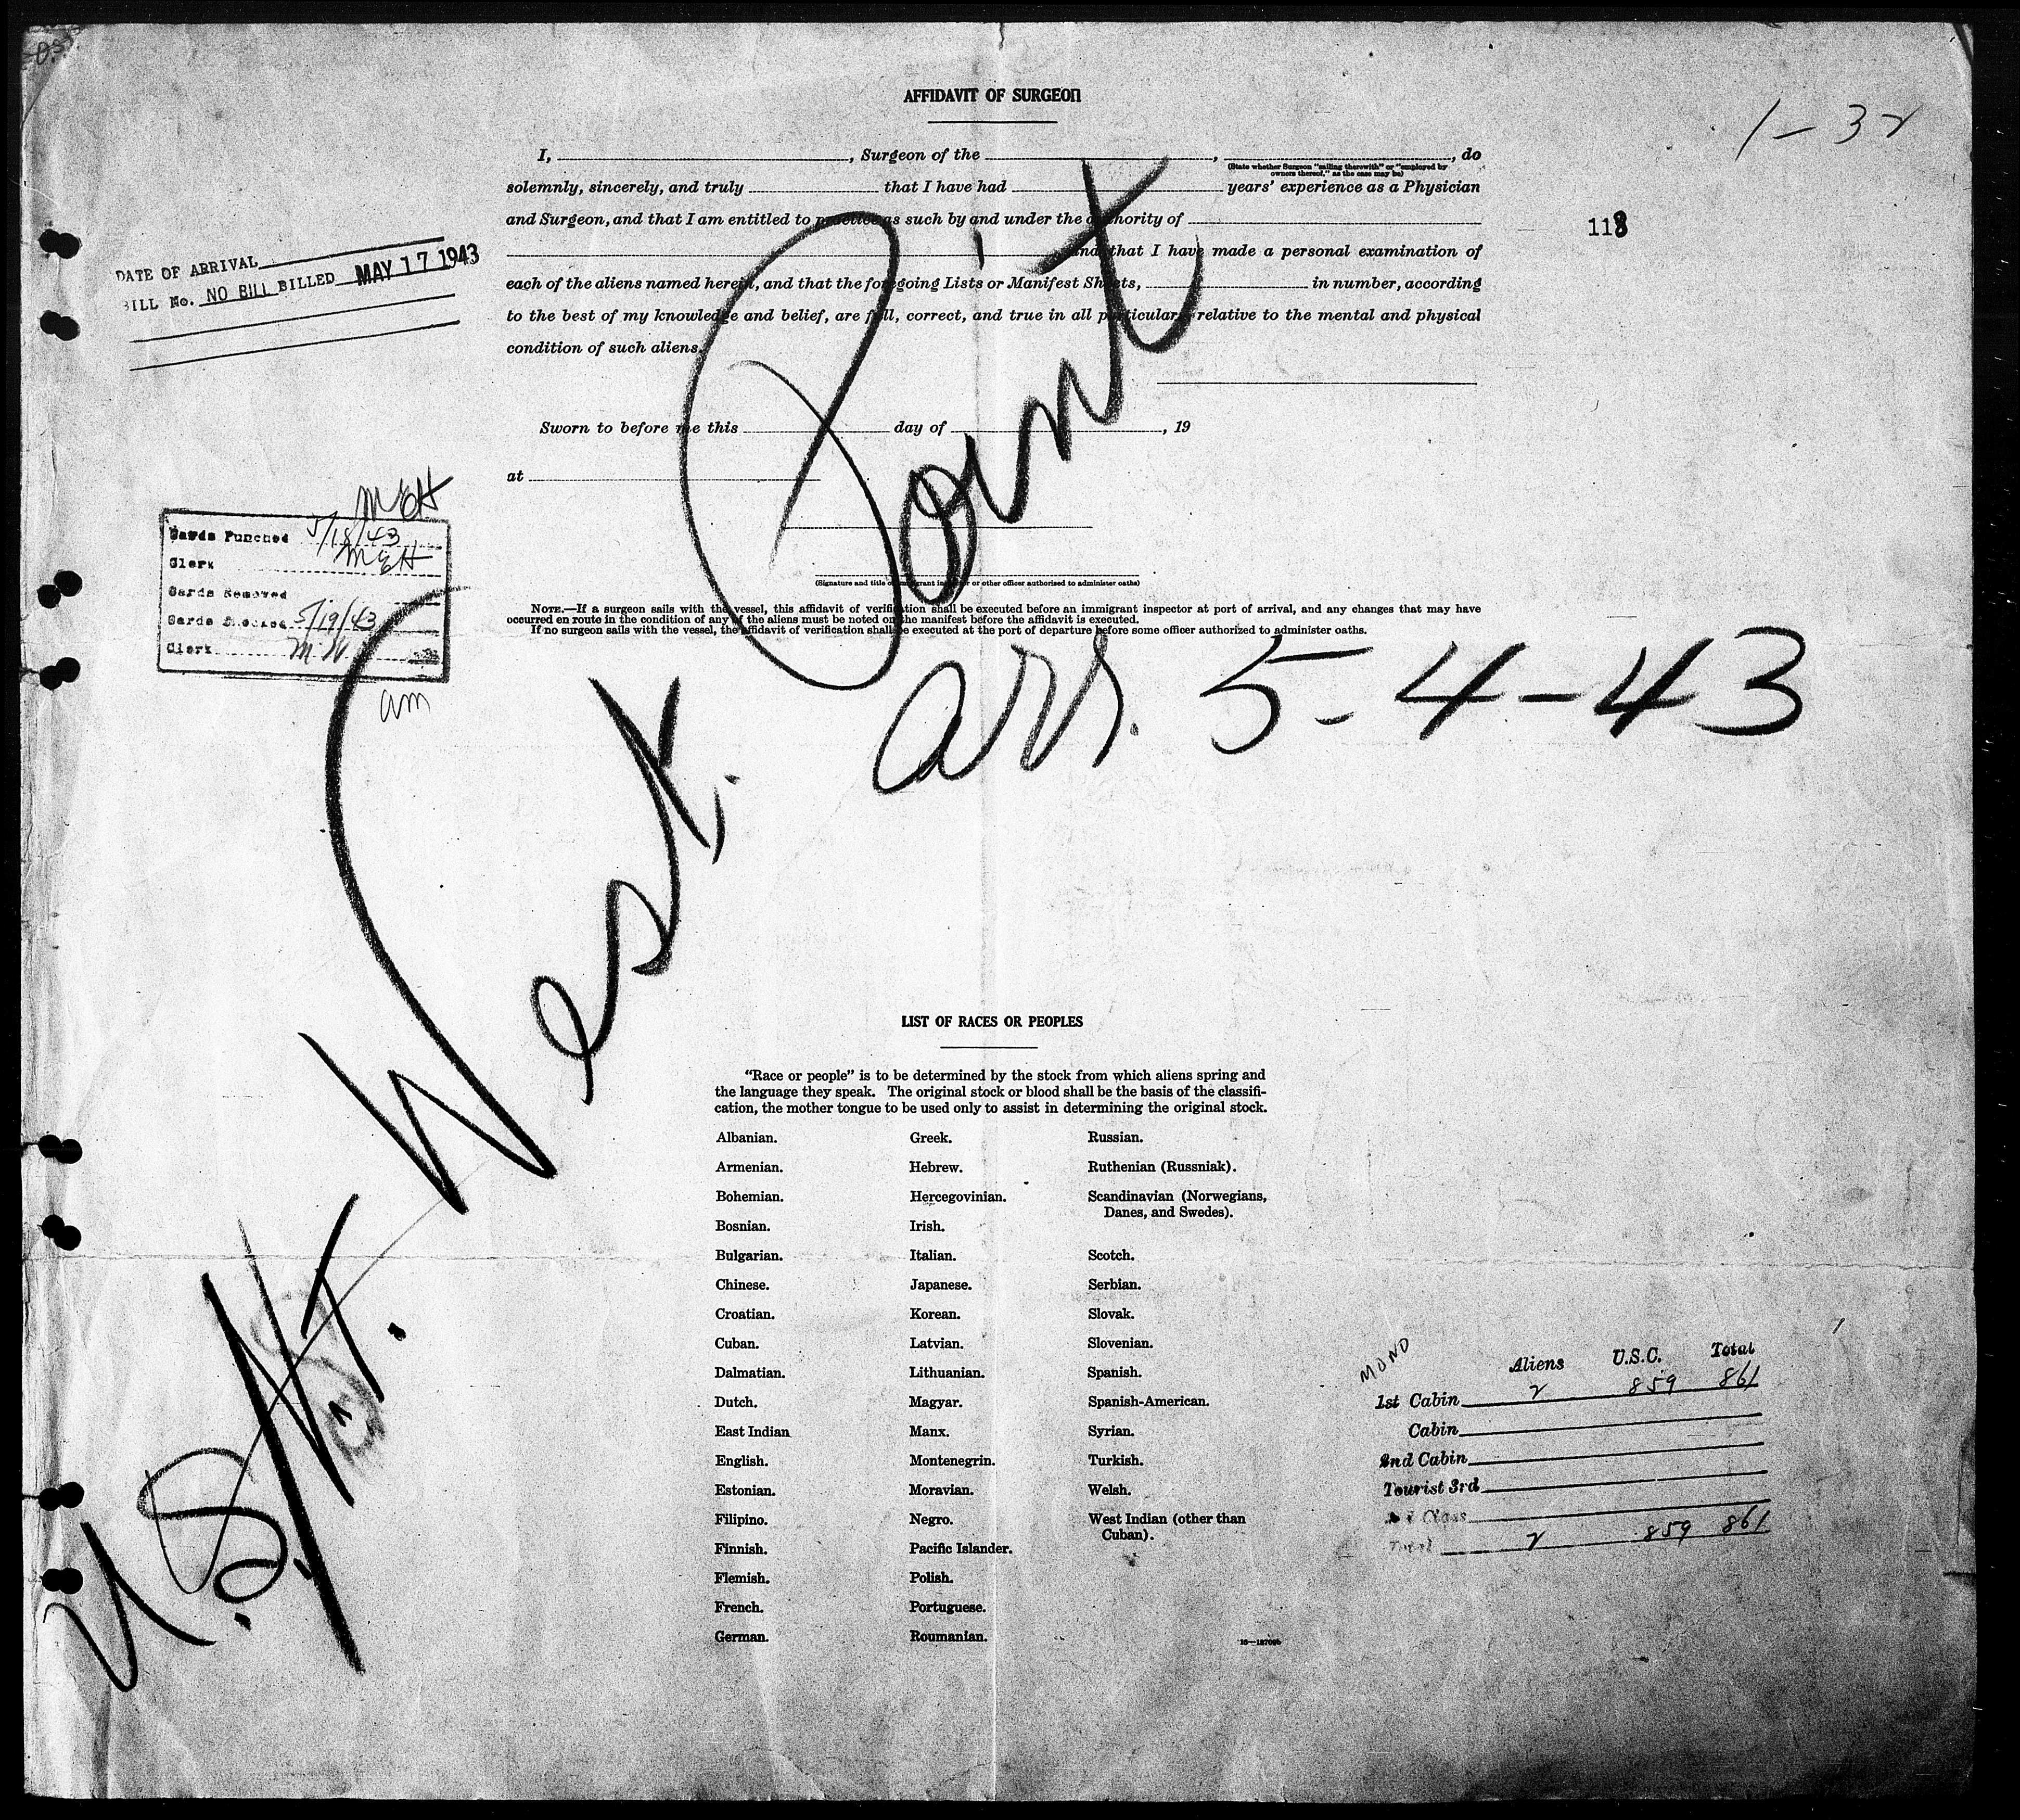 AFFIDAVIT OF SURGEON
1-32
I, , Surgeon of the , , do
(State whether Surgeon "sailing therewith" or "employed by owners thereof," as the case may be)
solemnly, sincerely, and truly that I have had years' experience as a Physician
and Surgeon, and that I am entitled to practice as such by and under the authority of
and that I have made a personal examination of
each of the aliens named herein, and that the foregoing Lists or Manifest Sheets, in number, according
to the best of my knowledge and belief, are full, correct, and true in all particulars relative to the mental and physical
condition of such aliens.
118
DATE OF ARRIVAL
BILL No. NO BILL BILLED MAY 17 1943
Sworn to before me this day of , 19
at
(Signature and title of immigrant inspector or other officer authorized to administer oaths)
MEH
Cards Punched 5/18/43
Clerk MEH
Cards Removed
Cards Checked 5/19/43
Clerk M.W.
am
NOTE.—If a surgeon sails with the vessel, this affidavit of verification shall be executed before an immigrant inspector at port of arrival, and any changes that may have
occurred en route in the condition of any of the aliens must be noted on the manifest before the affidavit is executed.
If no surgeon sails with the vessel, the affidavit of verification shall be executed at the port of departure before some officer authorized to administer oaths.
U.S.A.T. West Point
arr. 5-4-43
LIST OF RACES OR PEOPLES
"Race or people" is to be determined by the stock from which aliens spring and
the language they speak. The original stock or blood shall be the basis of the classifi-
cation, the mother tongue to be used only to assist in determining the original stock.
Albanian.
Armenian.
Bohemian.
Bosnian.
Bulgarian.
Chinese.
Croatian.
Cuban.
Dalmatian.
Dutch.
East Indian
English.
Estonian.
Filipino.
Finnish.
Flemish.
French.
German.
Greek.
Hebrew.
Hercegovinian.
Irish.
Italian.
Japanese.
Korean.
Latvian.
Lithuanian.
Magyar.
Manx.
Montenegrin.
Moravian.
Negro.
Pacific Islander.
Polish.
Portuguese.
Roumanian.
Russian.
Ruthenian (Russniak).
Scandinavian (Norwegians,
Danes, and Swedes).
Scotch.
Serbian.
Slovak.
Slovenian.
Spanish.
Spanish-American.
Syrian.
Turkish.
Welsh.
West Indian (other than
Cuban).
MOND
Aliens U.S.C. Total
1st Cabin 2 859 861
Cabin
2nd Cabin
Tourist 3rd
Class
Total 2 859 861